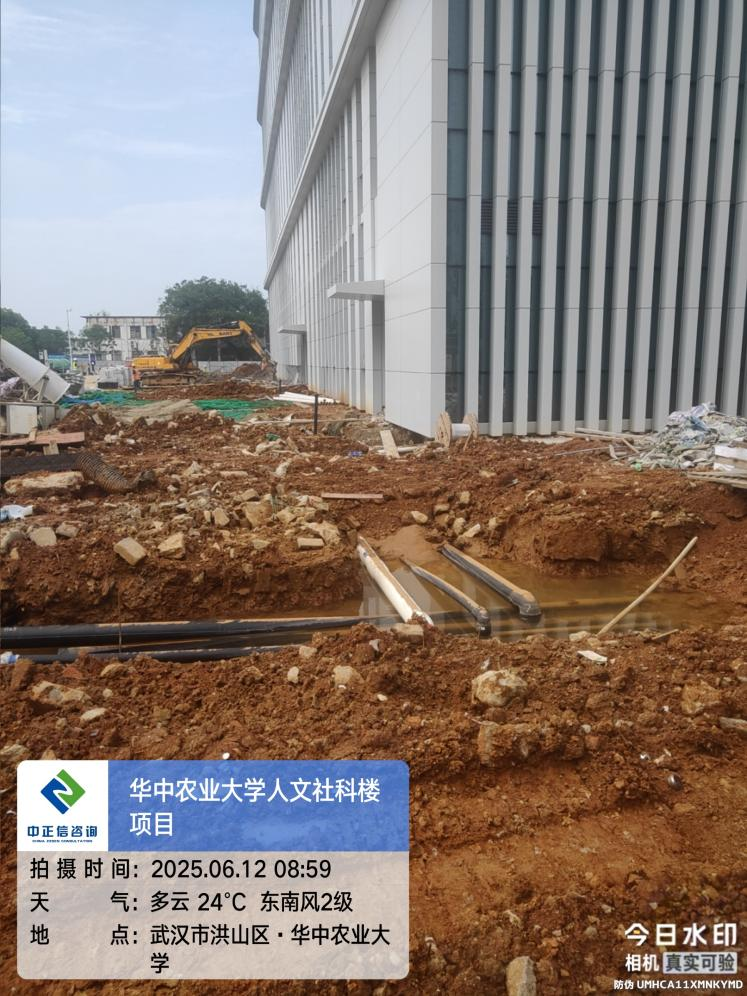 中正信咨询
CHINA ZEXEN CONSULTATION
华中农业大学人文社科楼
项目
拍摄时间：2025.06.12 08:59
天气：多云 24℃ 东南风2级
地点：武汉市洪山区·华中农业大
学
今日水印
相机 真实可验
防伪 UMHCA11XMNKYMD